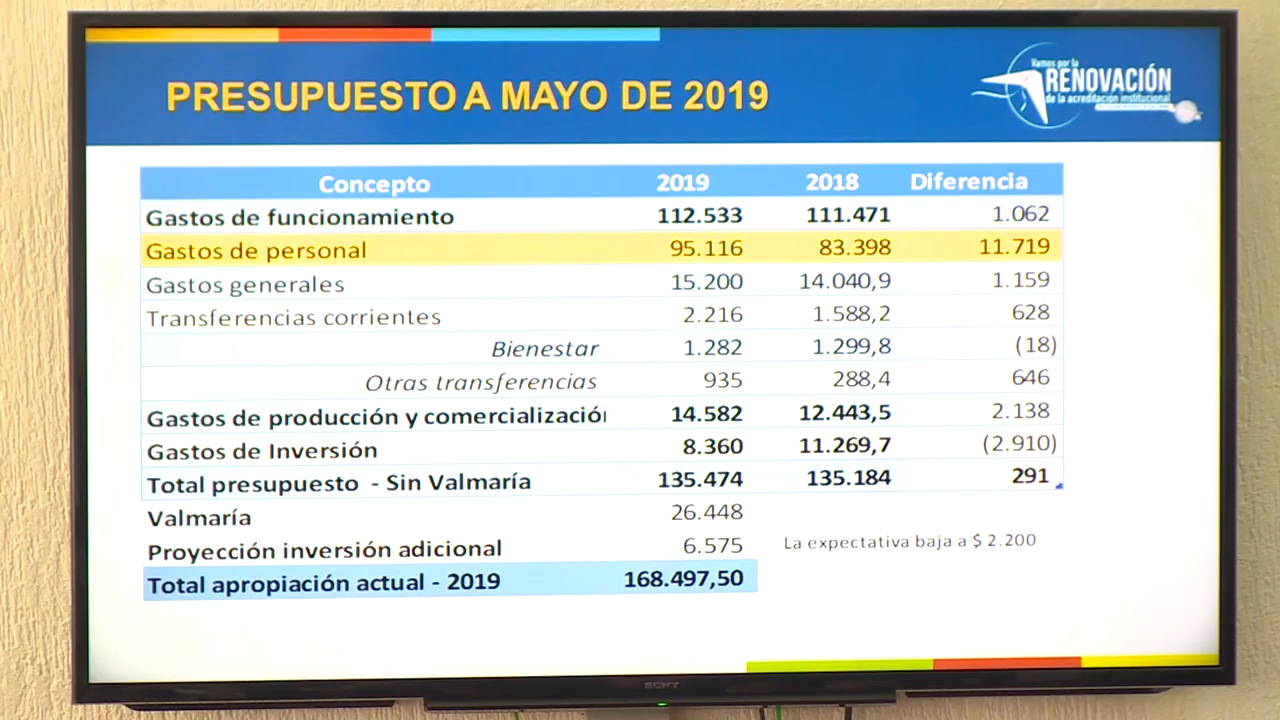 Vamos por la
RENOVACIÓN
de la acreditación institucional
PRESUPUESTO A MAYO DE 2019
Concepto 2019 2018 Diferencia
Gastos de funcionamiento 112.533 111.471 1.062
Gastos de personal 95.116 83.398 11.719
Gastos generales 15.200 14.040,9 1.159
Transferencias corrientes 2.216 1.588,2 628
Bienestar 1.282 1.299,8 (18)
Otras transferencias 935 288,4 646
Gastos de producción y comercialización 14.582 12.443,5 2.138
Gastos de Inversión 8.360 11.269,7 (2.910)
Total presupuesto - Sin Valmaría 135.474 135.184 291
Valmaría 26.448
Proyección inversión adicional 6.575 La expectativa baja a $ 2.200
Total apropiación actual - 2019 168.497,50
SONY